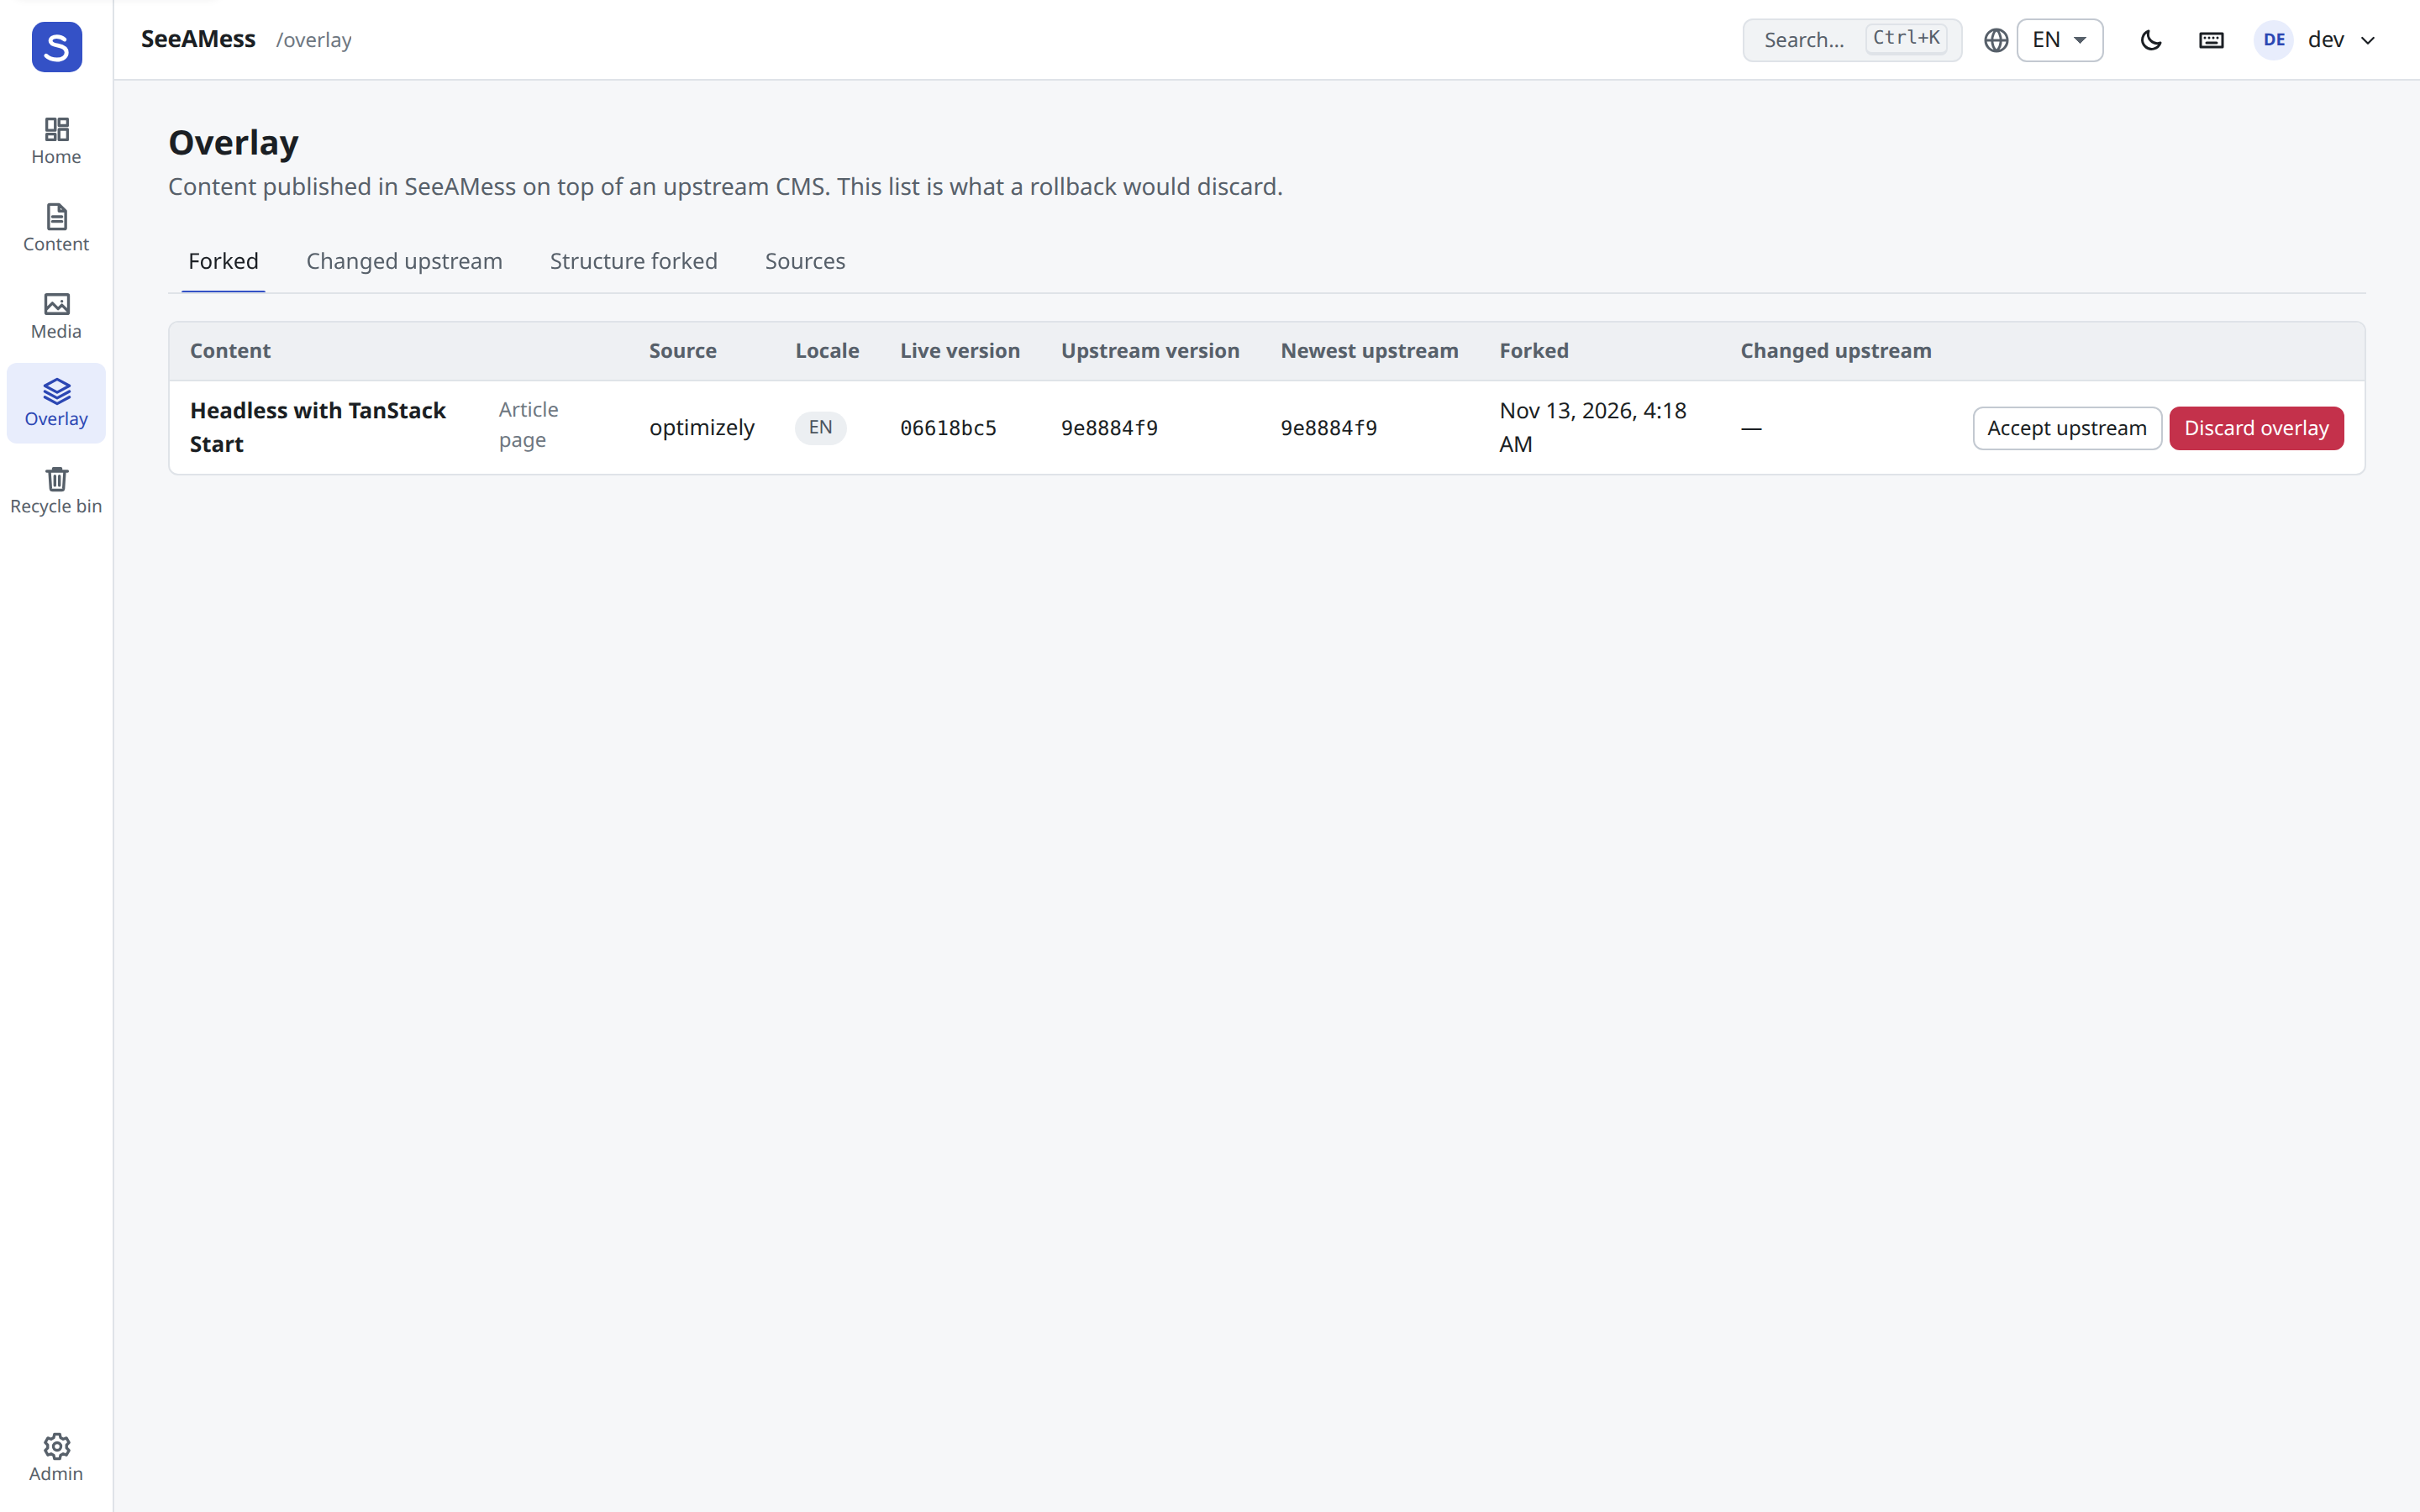 S
SeeAMess /overlay Search... Ctrl+K EN DE dev
Home
Content
Media
Overlay
Recycle bin
Admin
Overlay
Content published in SeeAMess on top of an upstream CMS. This list is what a rollback would discard.
Forked Changed upstream Structure forked Sources
Content Source Locale Live version Upstream version Newest upstream Forked Changed upstream
Headless with TanStack Start Article page optimizely EN 06618bc5 9e8884f9 9e8884f9 Nov 13, 2026, 4:18 AM — Accept upstream Discard overlay